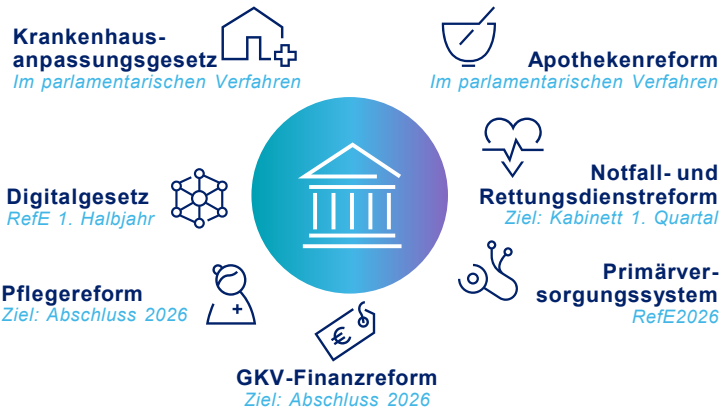 Krankenhaus-
anpassungsgesetz
Im parlamentarischen Verfahren
Apothekenreform
Im parlamentarischen Verfahren
Digitalgesetz
RefE 1. Halbjahr
Notfall- und
Rettungsdienstreform
Ziel: Kabinett 1. Quartal
Pflegereform
Ziel: Abschluss 2026
Primärver-
sorgungssystem
RefE2026
€
GKV-Finanzreform
Ziel: Abschluss 2026